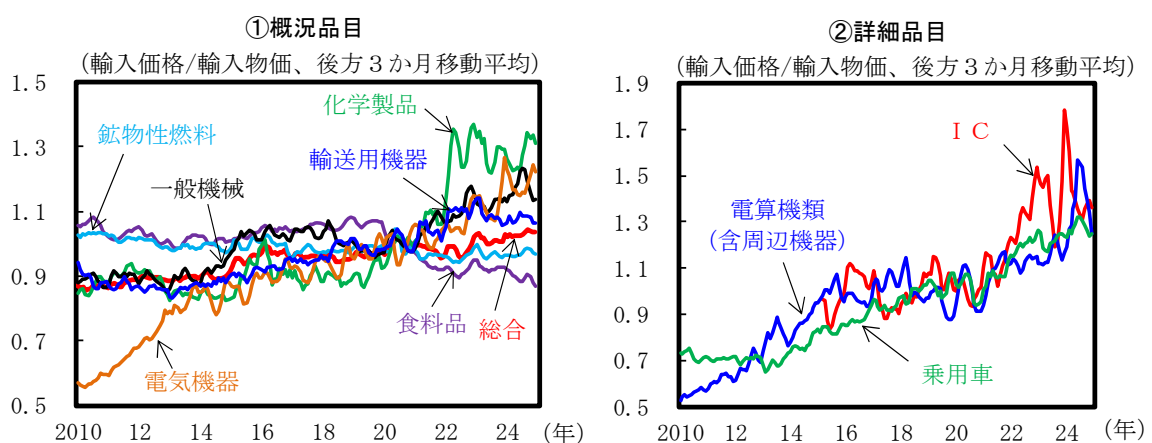 ①概況品目
(輸入価格/輸入物価、後方３か月移動平均)
1.5
1.3
1.1
0.9
0.7
0.5
化学製品
鉱物性燃料
輸送用機器
一般機械
食料品
総合
電気機器
2010 12 14 16 18 20 22 24 (年)
②詳細品目
(輸入価格/輸入物価、後方３か月移動平均)
1.9
1.7
1.5
1.3
1.1
0.9
0.7
0.5
ＩＣ
電算機類
(含周辺機器)
乗用車
2010 12 14 16 18 20 22 24 (年)